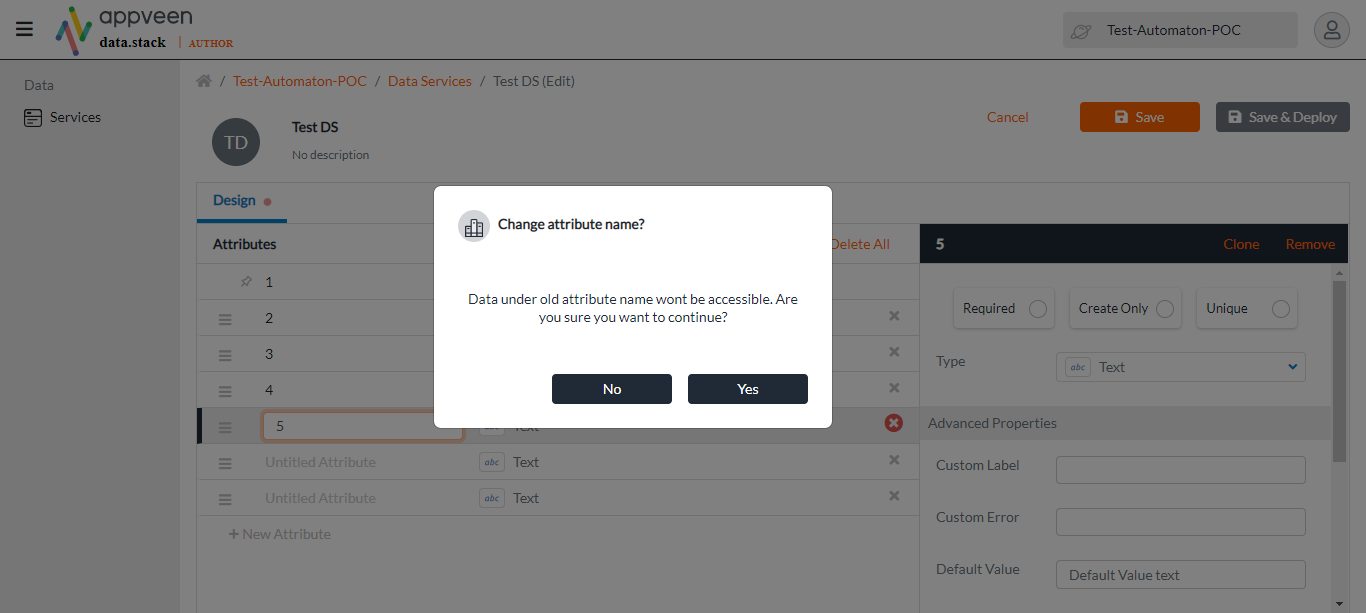 appveen
data.stack | AUTHOR
Test-Automaton-POC
Data
Services
/ Test-Automaton-POC / Data Services / Test DS (Edit)
TD
Test DS
No description
Cancel
Save
Save & Deploy
Design
Attributes
Delete All
1
2
3
4
5
Text
Untitled Attribute
abc
Text
Untitled Attribute
abc
Text
+ New Attribute
Change attribute name?
Data under old attribute name wont be accessible. Are
you sure you want to continue?
No
Yes
5
Clone
Remove
Required
Create Only
Unique
Type
abc
Text
Advanced Properties
Custom Label
Custom Error
Default Value
Default Value text